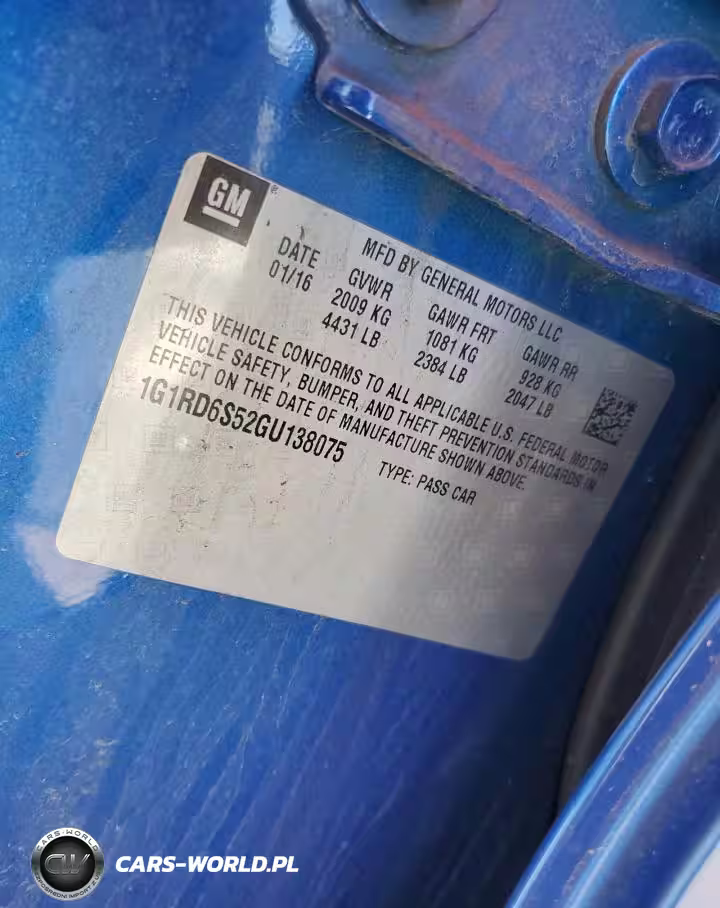 GM
®
MFD BY GENERAL MOTORS LLC
DATE GVWR GAWR FRT GAWR RR
01/16 2009 KG 1081 KG 928 KG
4431 LB 2384 LB 2047 LB
THIS VEHICLE CONFORMS TO ALL APPLICABLE U.S. FEDERAL MOTOR
VEHICLE SAFETY, BUMPER, AND THEFT PREVENTION STANDARDS IN
EFFECT ON THE DATE OF MANUFACTURE SHOWN ABOVE.
1G1RD6S52GU138075 TYPE: PASS CAR
CARS-WORLD
CW
CARS-WORLD.PL